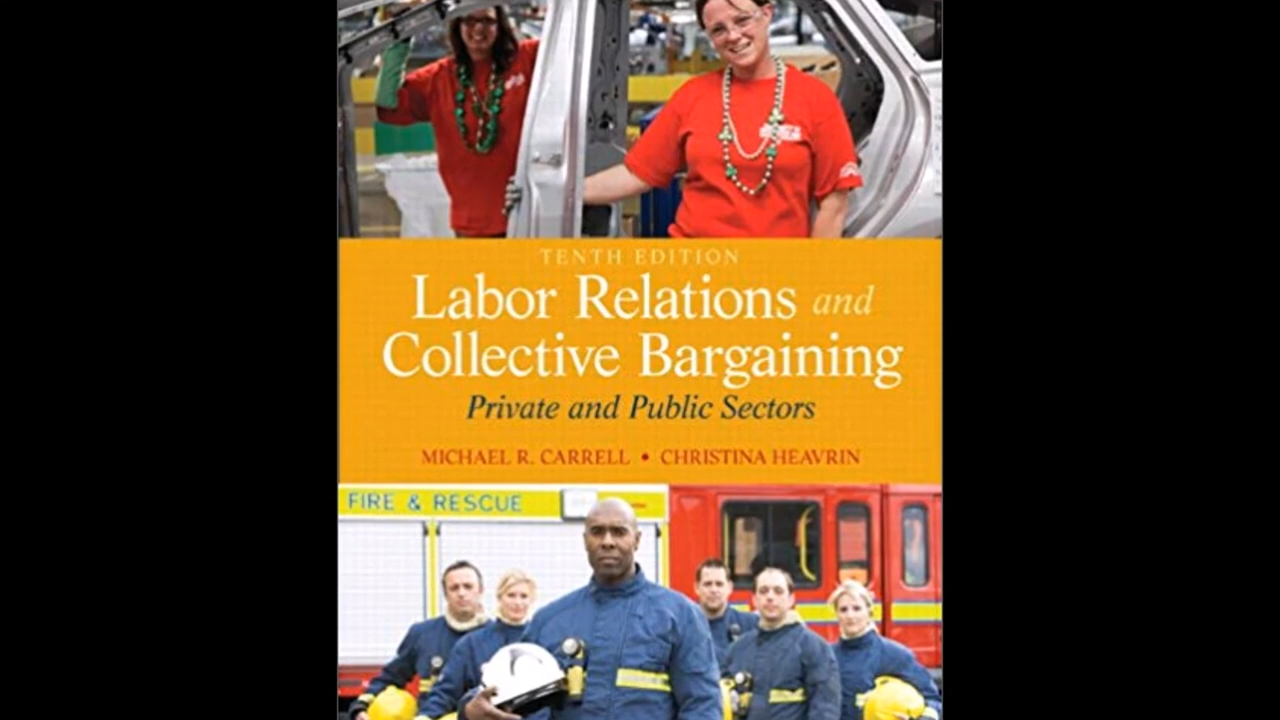 TENTH EDITION
Labor Relations and
Collective Bargaining
Private and Public Sectors
MICHAEL R. CARRELL • CHRISTINA HEAVRIN
FIRE & RESCUE